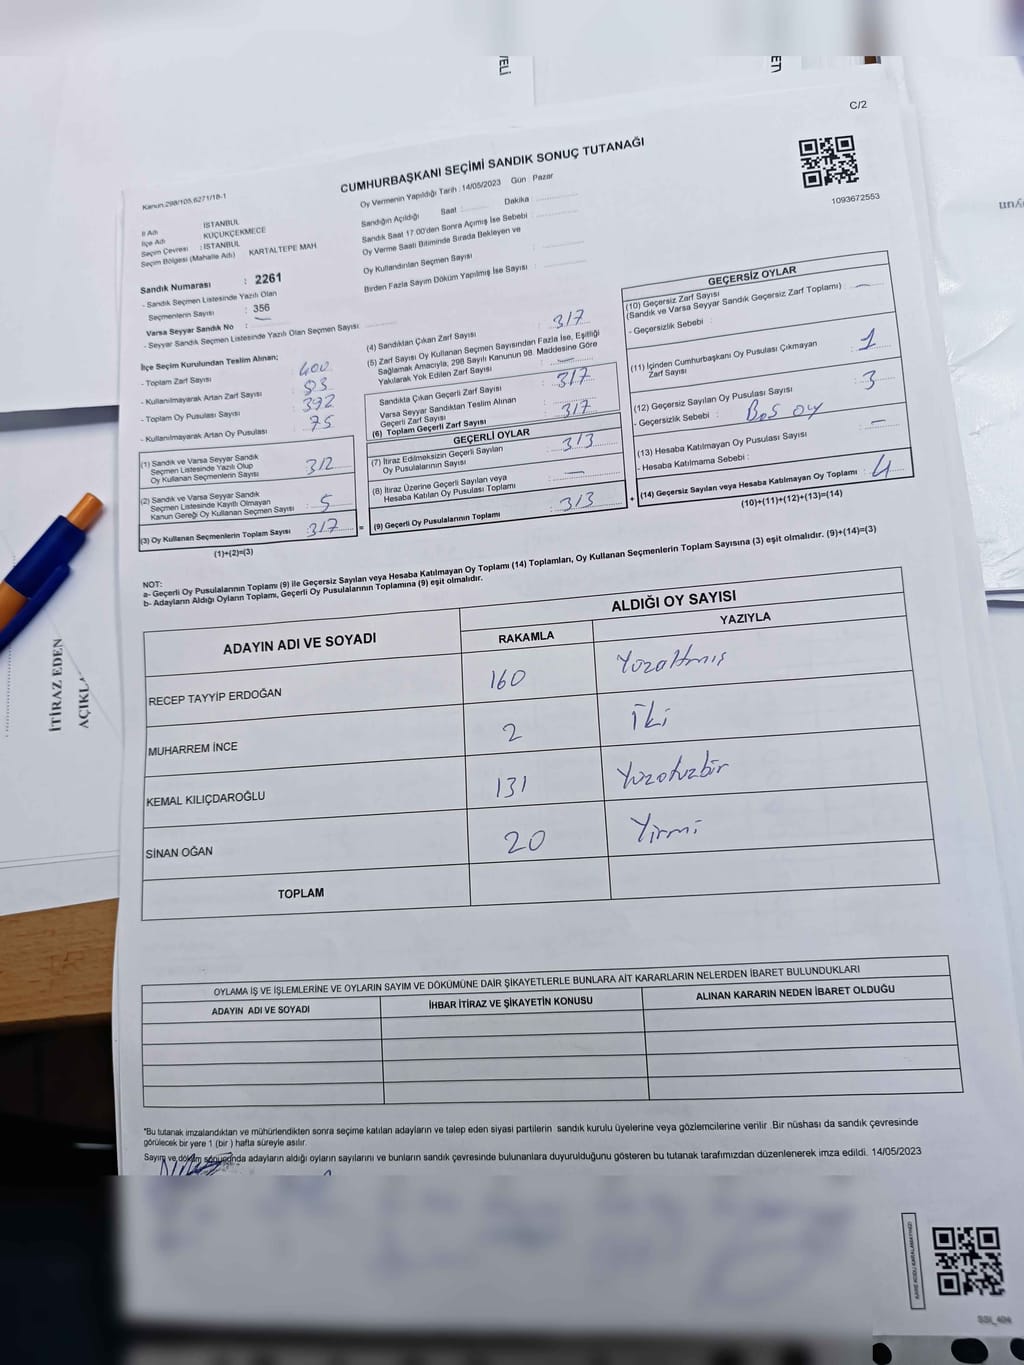 VELİ
ETİ
C/2
CUMHURBAŞKANI SEÇİMİ SANDIK SONUÇ TUTANAĞI
Kanun:298/105,6271/18-1
1093672553
Oy Vermenin Yapıldığı Tarih : 14/05/2023 Gün Pazar
Sandığın Açıldığı Saat : Dakika
Sandık Saat 17:00'den Sonra Açımış İse Sebebi :
Oy Verme Saati Bitiminde Sırada Bekleyen ve
Oy Kullandırılan Seçmen Sayısı :
Birden Fazla Sayım Döküm Yapılmış İse Sayısı :
İl Adı İSTANBUL
İlçe Adı KÜÇÜKÇEKMECE
Seçim Çevresi : İSTANBUL
Seçim Bölgesi (Mahalle Adı) KARTALTEPE MAH
Sandık Numarası : 2261
- Sandık Seçmen Listesinde Yazılı Olan
Seçmenlerin Sayısı : 356
Varsa Seyyar Sandık No : —
- Seyyar Sandık Listesinde Yazılı Olan Seçmen Sayısı:
İlçe Seçim Kurulundan Teslim Alınan;
- Toplam Zarf Sayısı : 400
- Kullanılmayarak Artan Zarf Sayısı : 83
- Toplam Oy Pusulası Sayısı : 392
- Kullanılmayarak Artan Oy Pusulası : 75
(1) Sandık ve Varsa Seyyar Sandık
Seçmen Listesinde Yazılı Olup
Oy Kullanan Seçmenlerin Sayısı : 312
(2) Sandık ve Varsa Seyyar Sandık
Seçmen Listesinde Kayıtlı Olmayan
Kanun Gereği Oy Kullanan Seçmen Sayısı : 5
(3) Oy Kullanan Seçmenlerin Toplam Sayısı : 317
(1)+(2)=(3)
(4) Sandıktan Çıkan Zarf Sayısı : 317
(5) Zarf Sayısı Oy Kullanan Seçmen Sayısından Fazla İse, Eşitliği
Sağlamak Amacıyla, 298 Sayılı Kanunun 98. Maddesine Göre
Yakılarak Yok Edilen Zarf Sayısı : —
Sandıkta Çıkan Geçerli Zarf Sayısı : 317
Varsa Seyyar Sandıktan Teslim Alınan
Geçerli Zarf Sayısı :
(6) Toplam Geçerli Zarf Sayısı : 317
GEÇERLİ OYLAR
(7) İtiraz Edilmeksizin Geçerli Sayılan
Oy Pusulalarının Sayısı : 313
(8) İtiraz Üzerine Geçerli Sayılan veya
Hesaba Katılan Oy Pusulası Toplamı : —
= (9) Geçerli Oy Pusulalarının Toplamı : 313
GEÇERSİZ OYLAR
(10) Geçersiz Zarf Sayısı
(Sandık ve Varsa Seyyar Sandık Geçersiz Zarf Toplamı) : —
- Geçersizlik Sebebi :
(11) İçinden Cumhurbaşkanı Oy Pusulası Çıkmayan
Zarf Sayısı : 1
(12) Geçersiz Sayılan Oy Pusulası Sayısı : 3
- Geçersizlik Sebebi : Boş oy
(13) Hesaba Katılmayan Oy Pusulası Sayısı : —
- Hesaba Katılmama Sebebi :
+ (14) Geçersiz Sayılan veya Hesaba Katılmayan Oy Toplamı : 4
(10)+(11)+(12)+(13)=(14)
NOT:
a- Geçerli Oy Pusulalarının Toplamı (9) ile Geçersiz Sayılan veya Hesaba Katılmayan Oy Toplamı (14) Toplamları, Oy Kullanan Seçmenlerin Toplam Sayısına (3) eşit olmalıdır. (9)+(14)=(3)
b- Adayların Aldığı Oyların Toplamı, Geçerli Oy Pusulalarının Toplamına (9) eşit olmalıdır.
ADAYIN ADI VE SOYADI
ALDIĞI OY SAYISI
RAKAMLA YAZIYLA
RECEP TAYYİP ERDOĞAN 160 Yüzaltmış
MUHARREM İNCE 2 İki
KEMAL KILIÇDAROĞLU 131 Yüzotuzbir
SİNAN OĞAN 20 Yirmi
TOPLAM
OYLAMA İŞ VE İŞLEMLERİNE VE OYLARIN SAYIM VE DÖKÜMÜNE DAİR ŞİKAYETLERLE BUNLARA AİT KARARLARIN NELERDEN İBARET BULUNDUKLARI
ADAYIN ADI VE SOYADI İHBAR İTİRAZ VE ŞİKAYETİN KONUSU ALINAN KARARIN NEDEN İBARET OLDUĞU
*Bu tutanak imzalandıktan ve mühürlendikten sonra seçime katılan adayların ve talep eden siyasi partilerin sandık kurulu üyelerine veya gözlemcilerine verilir .Bir nüshası da sandık çevresinde
görülecek bir yere 1 (bir ) hafta süreyle asılır.
Sayım ve döküm sonucunda adayların aldığı oyların sayılarını ve bunların sandık çevresinde bulunanlara duyurulduğunu gösteren bu tutanak tarafımızdan düzenlenerek imza edildi. 14/05/2023
İTİRAZ EDEN
AÇIKL
KARE KODU KARALAMAYINIZ!